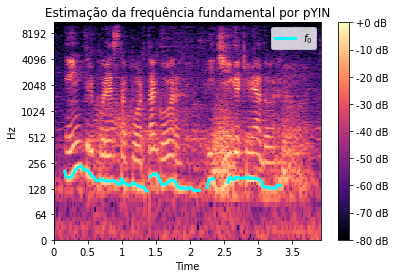 Estimação da frequência fundamental por pYIN
f0
8192
4096
2048
1024
512
256
128
64
0
Hz
0 0.5 1 1.5 2 2.5 3 3.5
Time
+0 dB
-10 dB
-20 dB
-30 dB
-40 dB
-50 dB
-60 dB
-70 dB
-80 dB